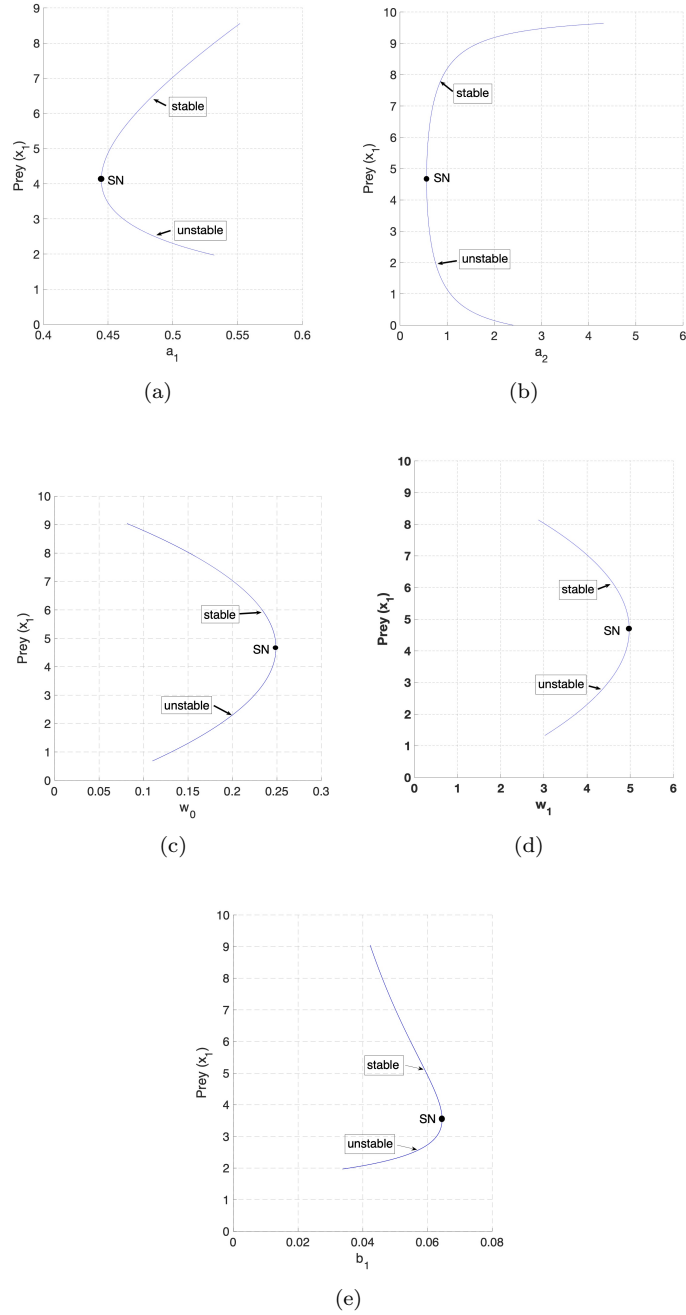 9
8
7
6
5
4
3
2
1
0
Prey (x1)
stable
SN
unstable
0.4 0.45 0.5 0.55 0.6
a1
(a)
10
9
8
7
6
5
4
3
2
1
0
Prey (x1)
stable
SN
unstable
0 1 2 3 4 5 6
a2
(b)
10
9
8
7
6
5
4
3
2
1
0
Prey (x1)
stable
SN
unstable
0 0.05 0.1 0.15 0.2 0.25 0.3
w0
(c)
10
9
8
7
6
5
4
3
2
1
0
Prey (x1)
stable
SN
unstable
0 1 2 3 4 5 6
w1
(d)
10
9
8
7
6
5
4
3
2
1
0
Prey (x1)
stable
SN
unstable
0 0.02 0.04 0.06 0.08
b1
(e)